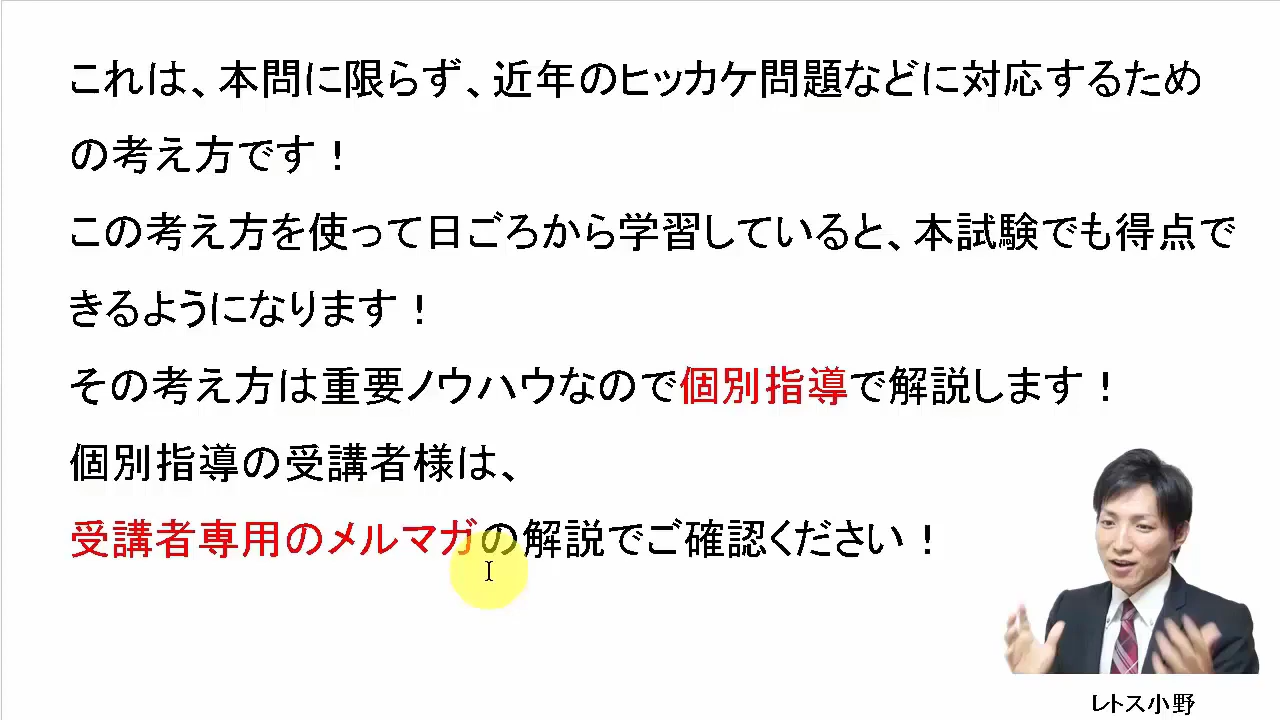 これは、本問に限らず、近年のヒッカケ問題などに対応するため
の考え方です！
この考え方を使って日ごろから学習していると、本試験でも得点で
きるようになります！
その考え方は重要ノウハウなので個別指導で解説します！
個別指導の受講者様は、
受講者専用のメルマガの解説でご確認ください！
レトス小野